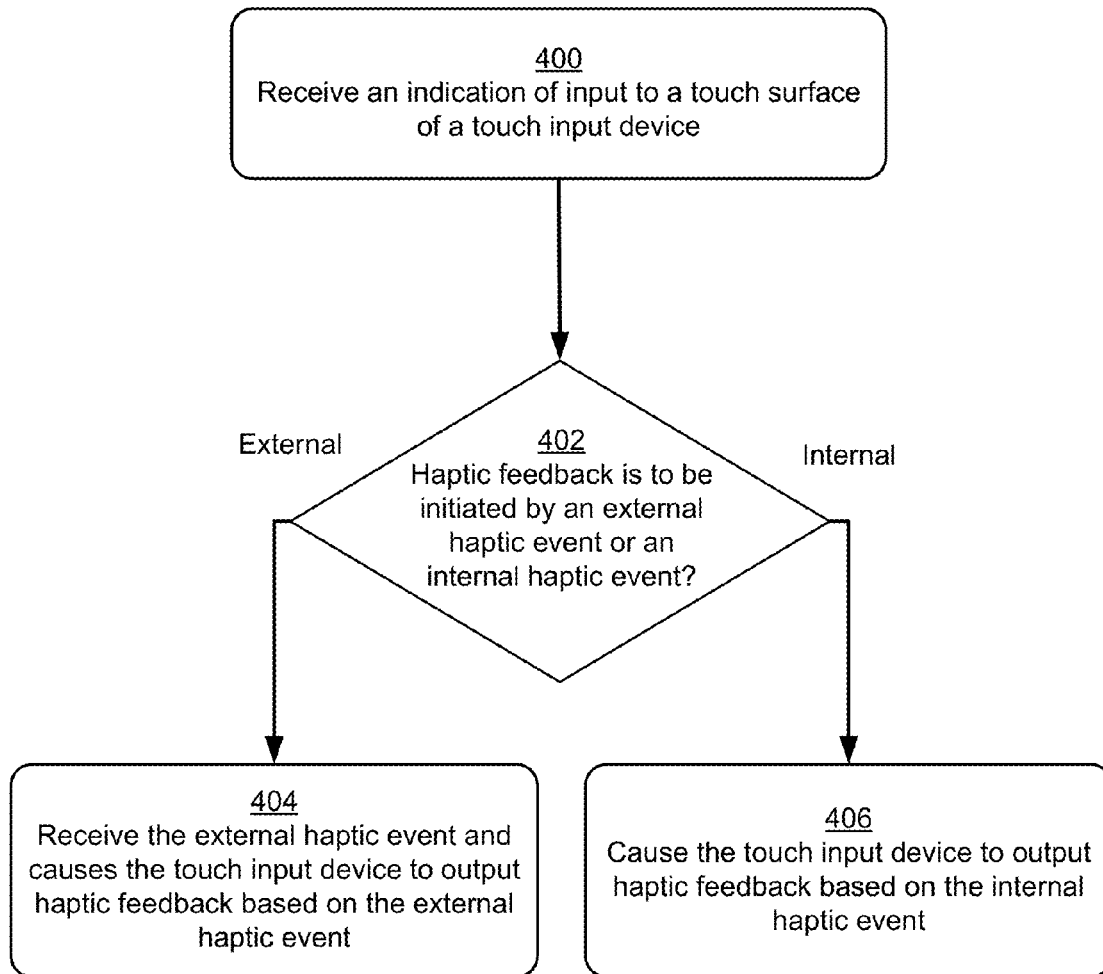 400
Receive an indication of input to a touch surface
of a touch input device
External
402
Internal
Haptic feedback is to be
initiated by an external
haptic event or an
internal haptic event?
404
Receive the external haptic event and
causes the touch input device to output
haptic feedback based on the external
haptic event
406
Cause the touch input device to output
haptic feedback based on the internal
haptic event